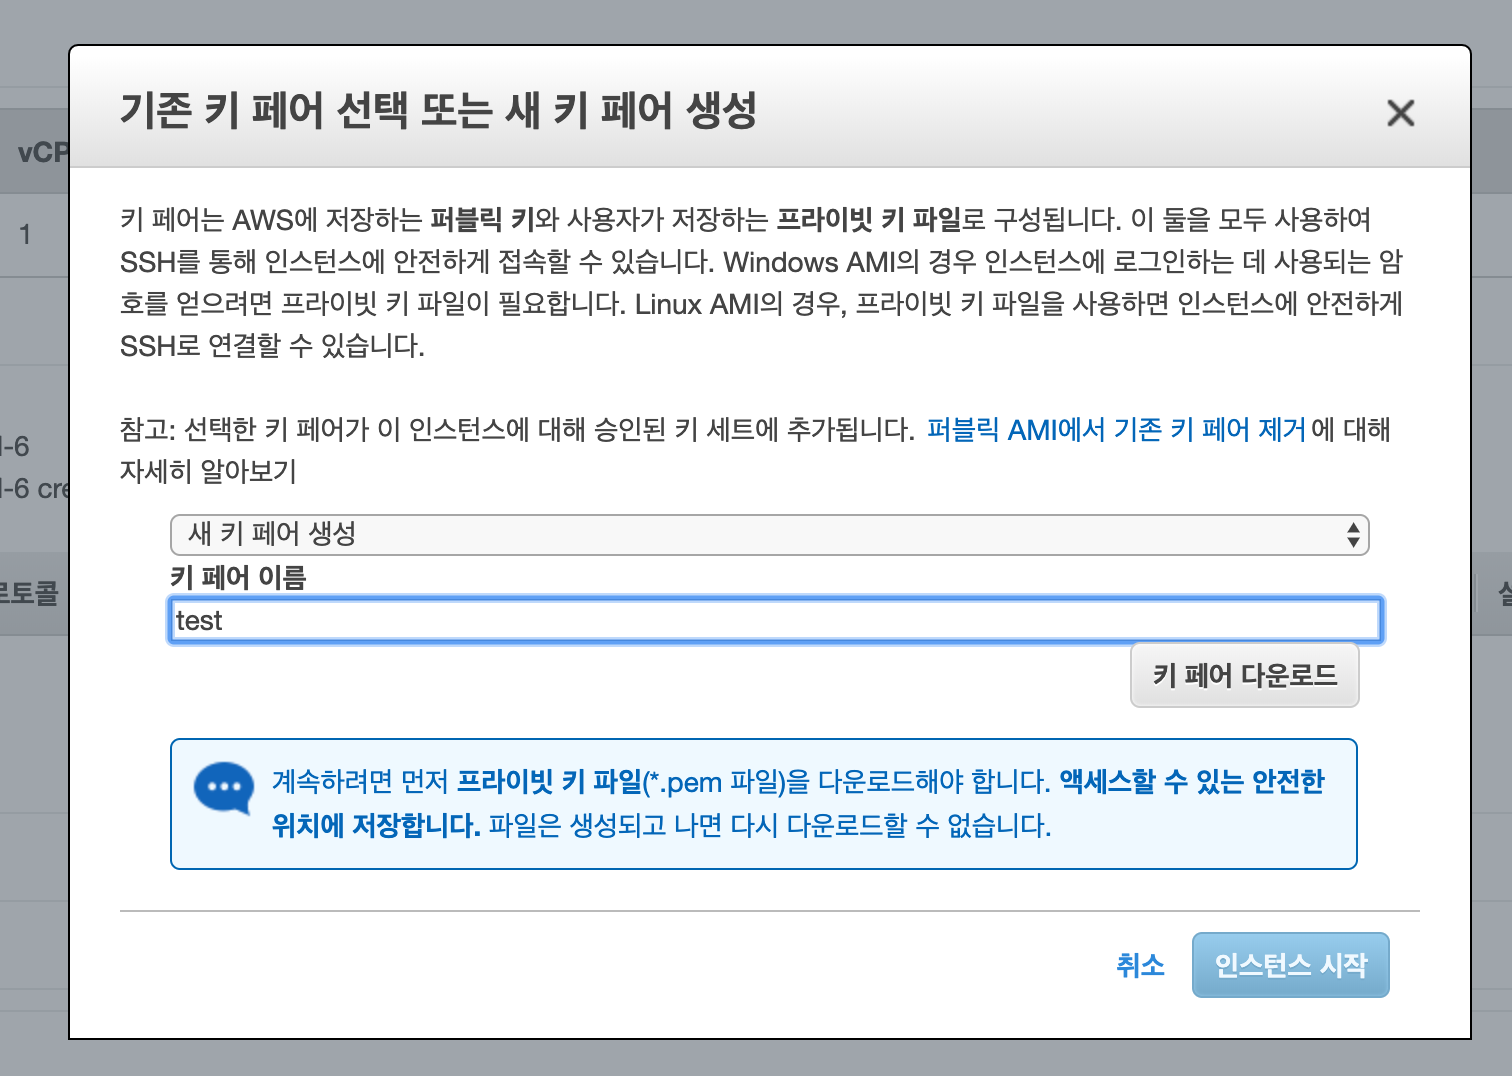 기존 키 페어 선택 또는 새 키 페어 생성
vCP
1
키 페어는 AWS에 저장하는 퍼블릭 키와 사용자가 저장하는 프라이빗 키 파일로 구성됩니다. 이 둘을 모두 사용하여
SSH를 통해 인스턴스에 안전하게 접속할 수 있습니다. Windows AMI의 경우 인스턴스에 로그인하는 데 사용되는 암
호를 얻으려면 프라이빗 키 파일이 필요합니다. Linux AMI의 경우, 프라이빗 키 파일을 사용하면 인스턴스에 안전하게
SSH로 연결할 수 있습니다.
참고: 선택한 키 페어가 이 인스턴스에 대해 승인된 키 세트에 추가됩니다. 퍼블릭 AMI에서 기존 키 페어 제거 에 대해
자세히 알아보기
-6
-6 cre
새 키 페어 생성
키 페어 이름
로토콜
test
키 페어 다운로드
계속하려면 먼저 프라이빗 키 파일(*.pem 파일)을 다운로드해야 합니다. 액세스할 수 있는 안전한
위치에 저장합니다. 파일은 생성되고 나면 다시 다운로드할 수 없습니다.
취소
인스턴스 시작